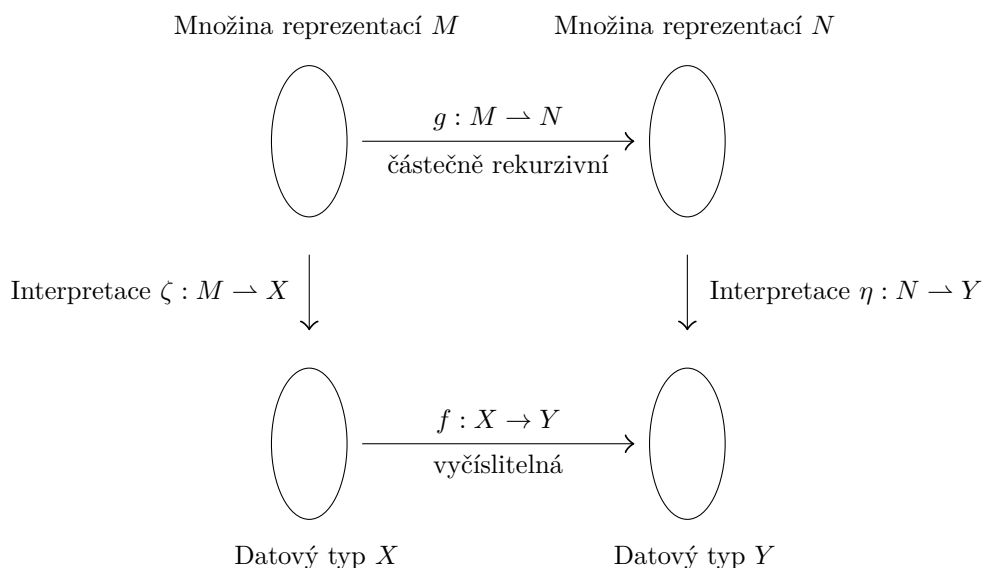 Množina reprezentací M
Množina reprezentací N
g : M ⇀ N
částečně rekurzivní
Interpretace ζ : M ⇀ X
Interpretace η : N ⇀ Y
f : X → Y
vyčíslitelná
Datový typ X
Datový typ Y